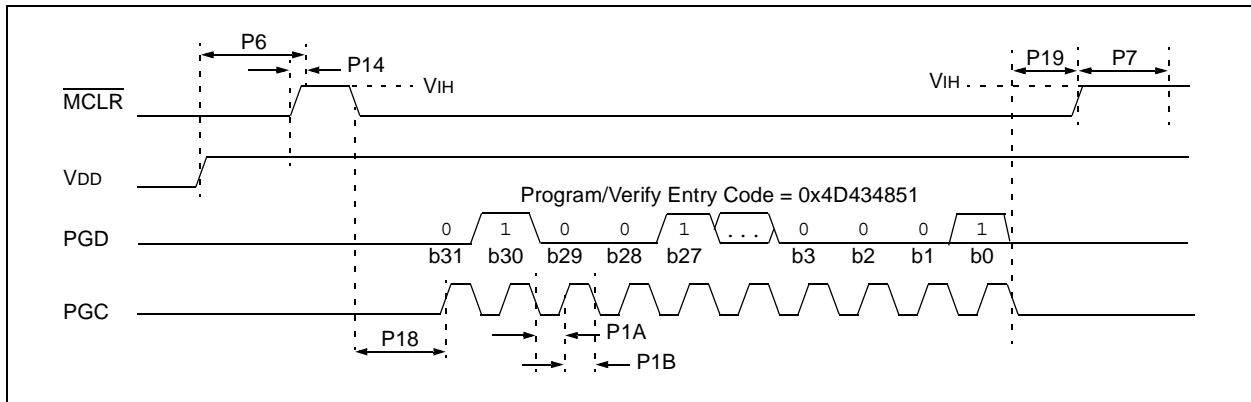 P6
P14
VIH
MCLR
VIH
P19
P7
VDD
Program/Verify Entry Code = 0x4D434851
PGD
0 1 0 0 1 ... 0 0 0 1
b31 b30 b29 b28 b27 b3 b2 b1 b0
PGC
P18
P1A
P1B